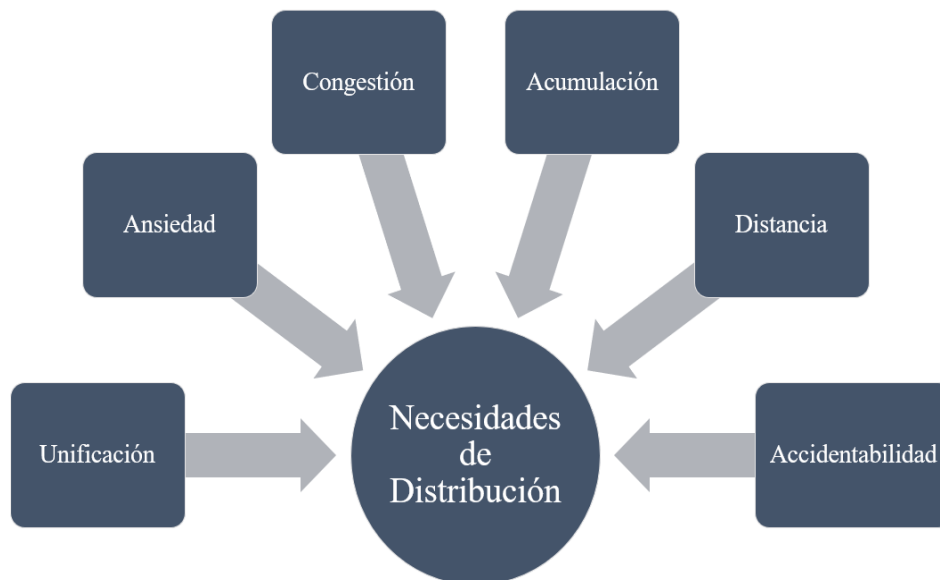 Congestión
Acumulación
Ansiedad
Distancia
Unificación
Necesidades
de
Distribución
Accidentabilidad